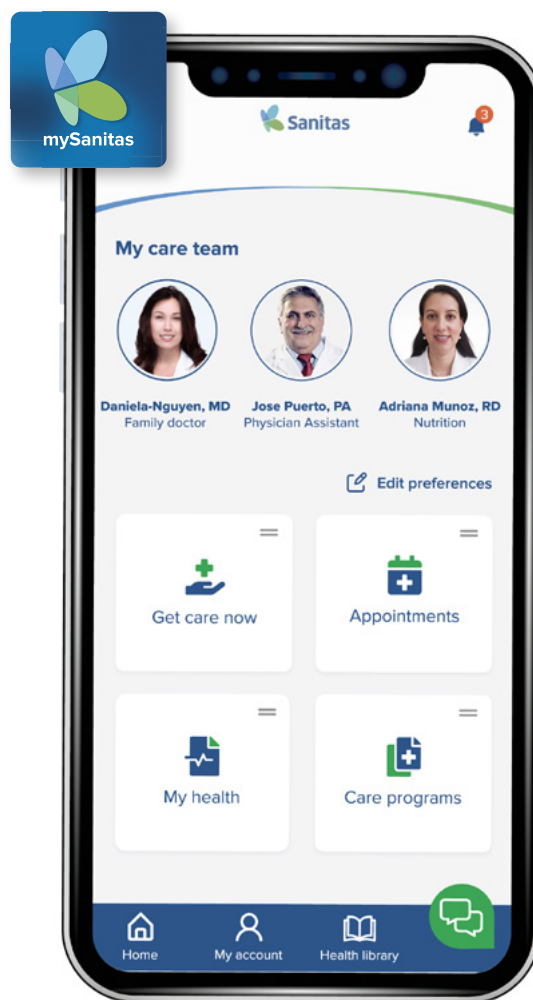 mySanitas
Sanitas
3
My care team
Daniela-Nguyen, MD
Family doctor
Jose Puerto, PA
Physician Assistant
Adriana Munoz, RD
Nutrition
Edit preferences
Get care now
Appointments
My health
Care programs
Home
My account
Health library